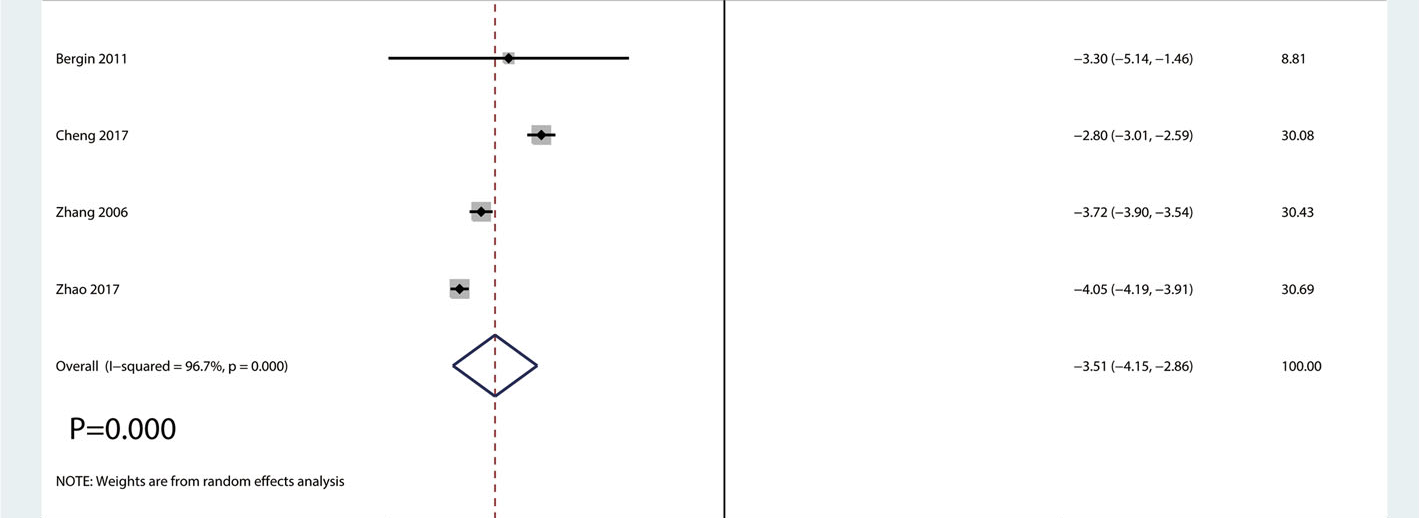 Bergin 2011 −3.30 (−5.14, −1.46) 8.81
Cheng 2017 −2.80 (−3.01, −2.59) 30.08
Zhang 2006 −3.72 (−3.90, −3.54) 30.43
Zhao 2017 −4.05 (−4.19, −3.91) 30.69
Overall (I−squared = 96.7%, p = 0.000) −3.51 (−4.15, −2.86) 100.00
P=0.000
NOTE: Weights are from random effects analysis